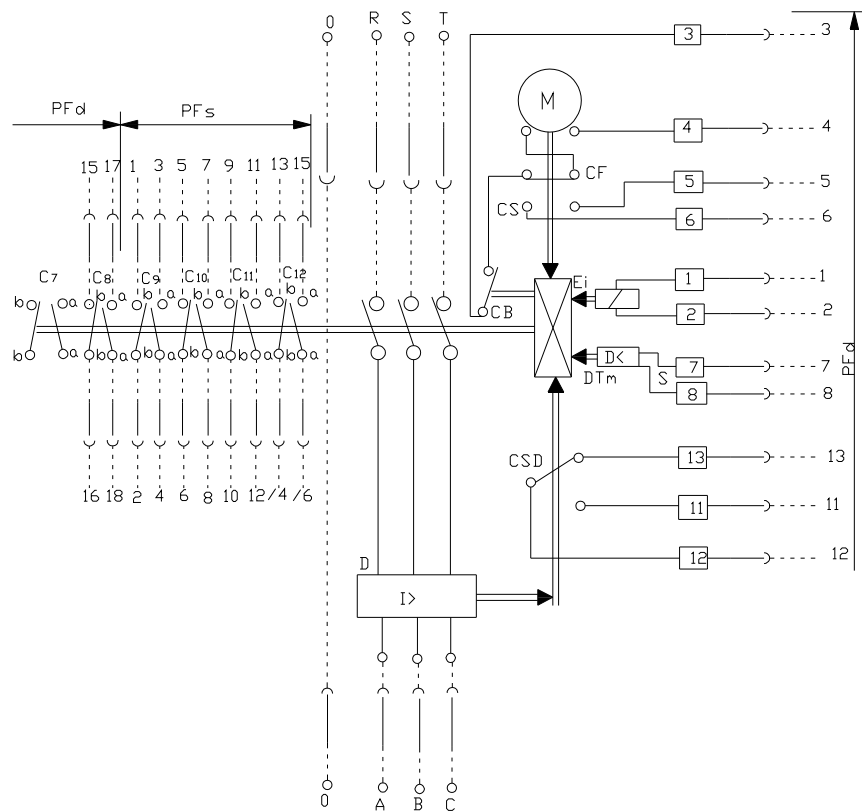 O R S T 3
3
M
PFd PFs
4 4
15 17 1 3 5 7 9 11 13 15
CF
5 5
CS 6 6
C7 C8 C9 C10 C11 C12
Ei 1 1
b a b a b a b a b a b a
CB 2 2
b a b a b a b a b a b a
D< 7 7
DTm S 8 8
PFd
CSD 13 13
16 18 2 4 6 8 10 12 /4 /6
11 11
12 12
D
I>
O A B C